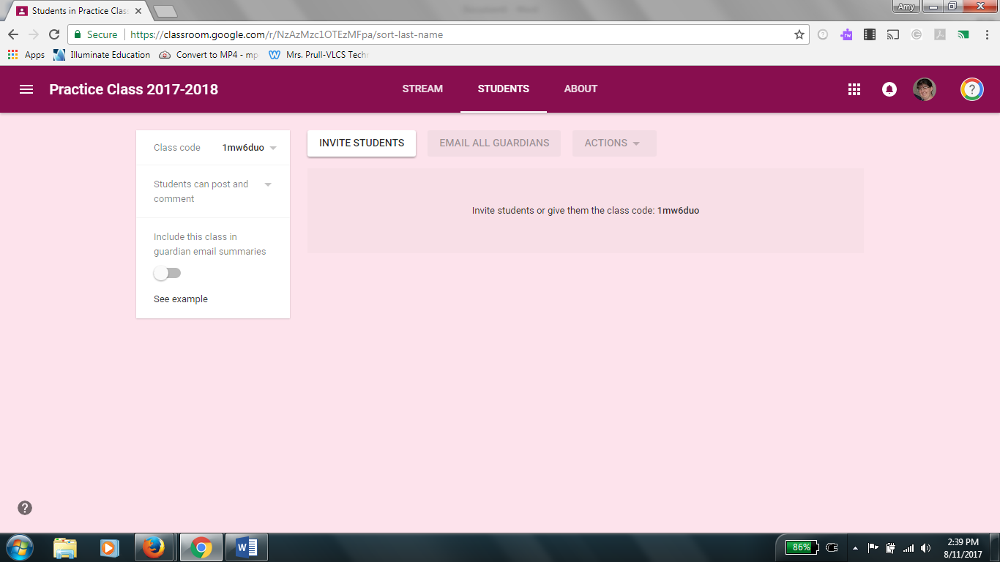 Students in Practice Clas
Amy
Secure https://classroom.google.com/r/NzAzMzc1OTEzMFpa/sort-last-name
Apps Illuminate Education Convert to MP4 - mp Mrs. Prull-VLCS Tech
Practice Class 2017-2018 STREAM STUDENTS ABOUT
Class code 1mw6duo
INVITE STUDENTS EMAIL ALL GUARDIANS ACTIONS
Students can post and
comment
Invite students or give them the class code: 1mw6duo
Include this class in
guardian email summaries
See example
86%
2:39 PM
8/11/2017